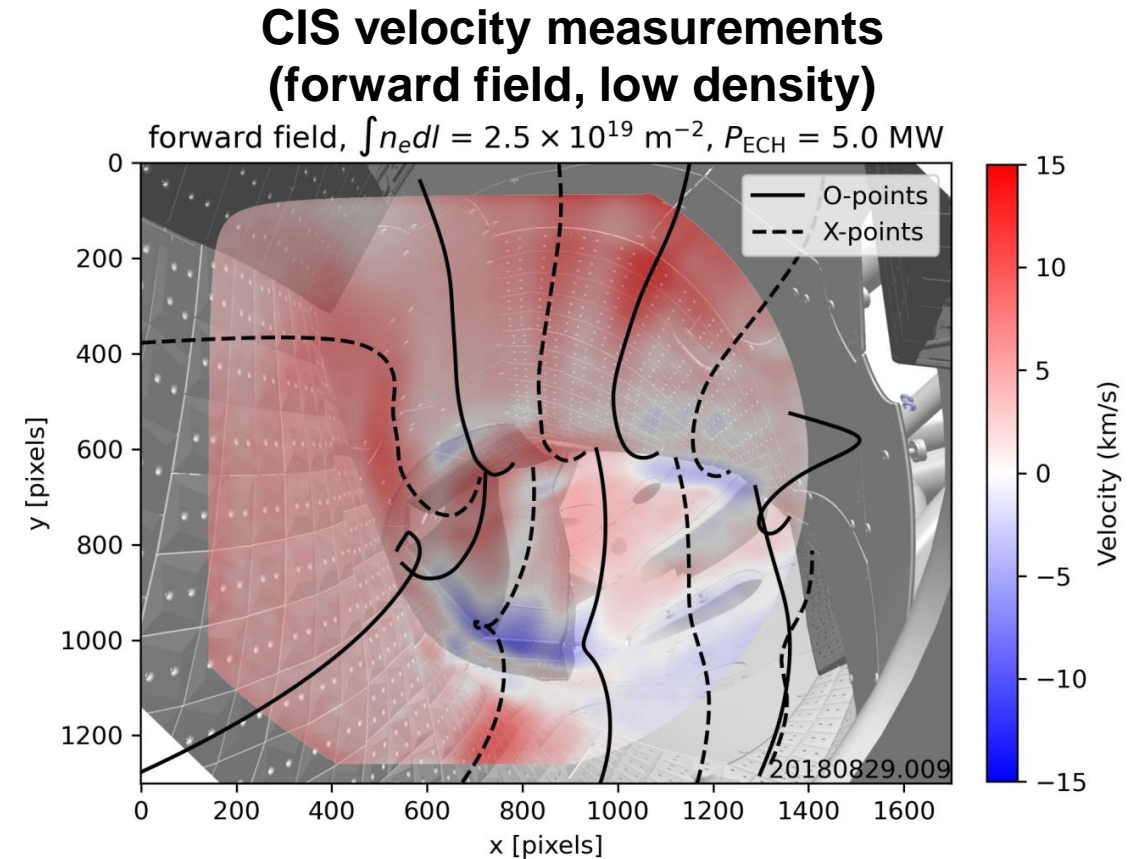 CIS velocity measurements
(forward field, low density)
forward field, ∫nₑdl = 2.5 × 10¹⁹ m⁻², P_ECH = 5.0 MW
O-points
X-points
0
200
400
600
800
1000
1200
y [pixels]
0 200 400 600 800 1000 1200 1400 1600
x [pixels]
20180829.009
15
10
5
0
−5
−10
−15
Velocity (km/s)